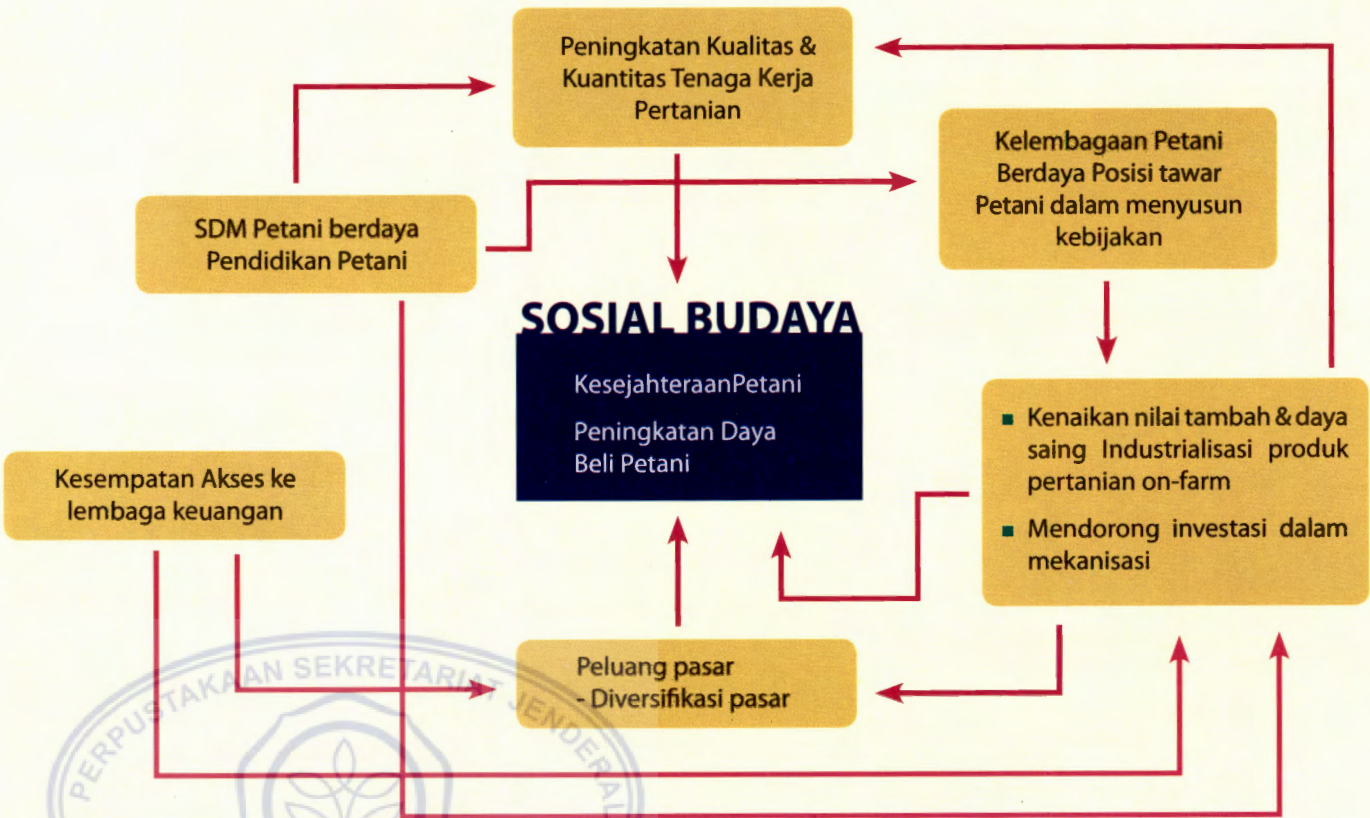 Peningkatan Kualitas &
Kuantitas Tenaga Kerja
Pertanian
Kelembagaan Petani
Berdaya Posisi tawar
Petani dalam menyusun
kebijakan
SDM Petani berdaya
Pendidikan Petani
SOSIAL BUDAYA
KesejahteraanPetani
Peningkatan Daya
Beli Petani
▪ Kenaikan nilai tambah & daya
saing Industrialisasi produk
pertanian on-farm
▪ Mendorong investasi dalam
mekanisasi
Kesempatan Akses ke
lembaga keuangan
Peluang pasar
- Diversifikasi pasar
PERPUSTAKAAN SEKRETARIAT JENDERAL